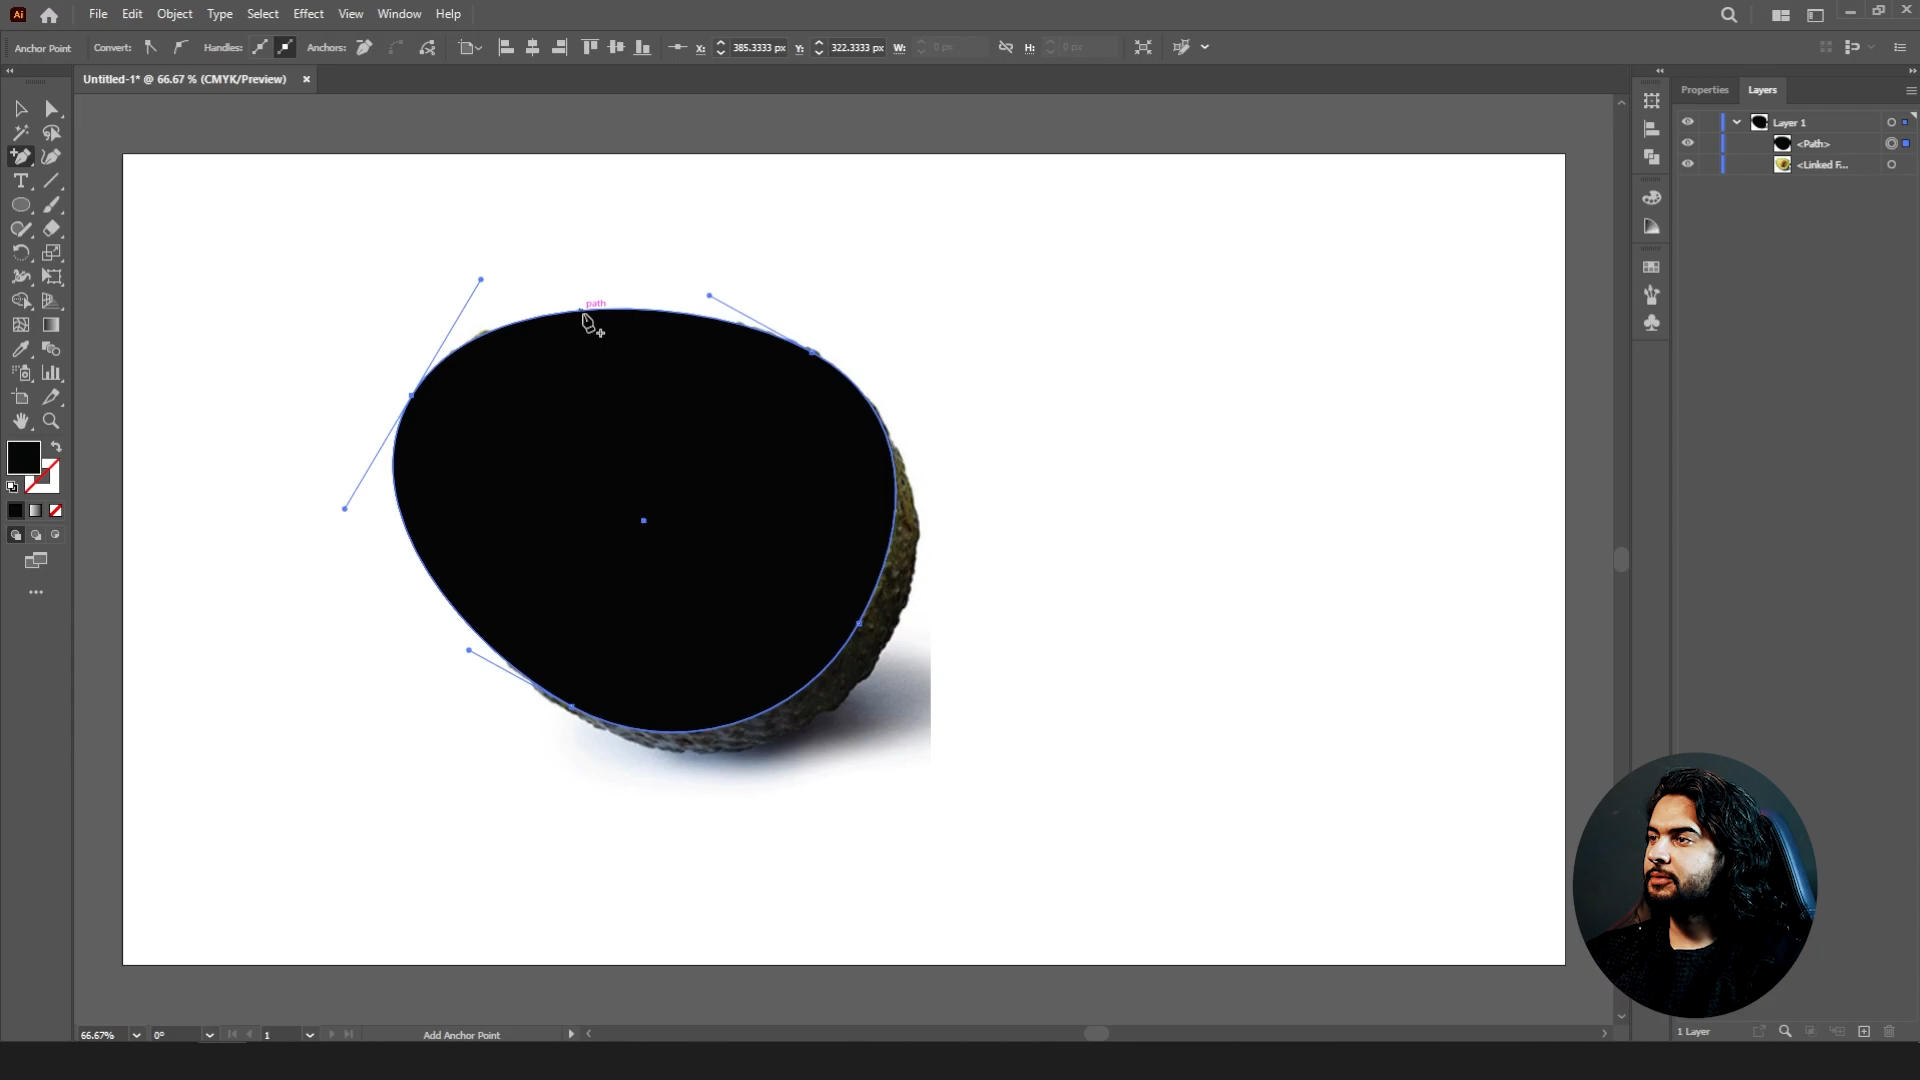 Ai File Edit Object Type Select Effect View Window Help
Anchor Point Convert: Handles: Anchors: X: 385.3333 px Y: 322.3333 px W: 0 px H: 0 px
Untitled-1* @ 66.67 % (CMYK/Preview) ×
Properties Layers
Layer 1
<Path>
<Linked F...
path
66.67% 0° 1 Add Anchor Point
1 Layer